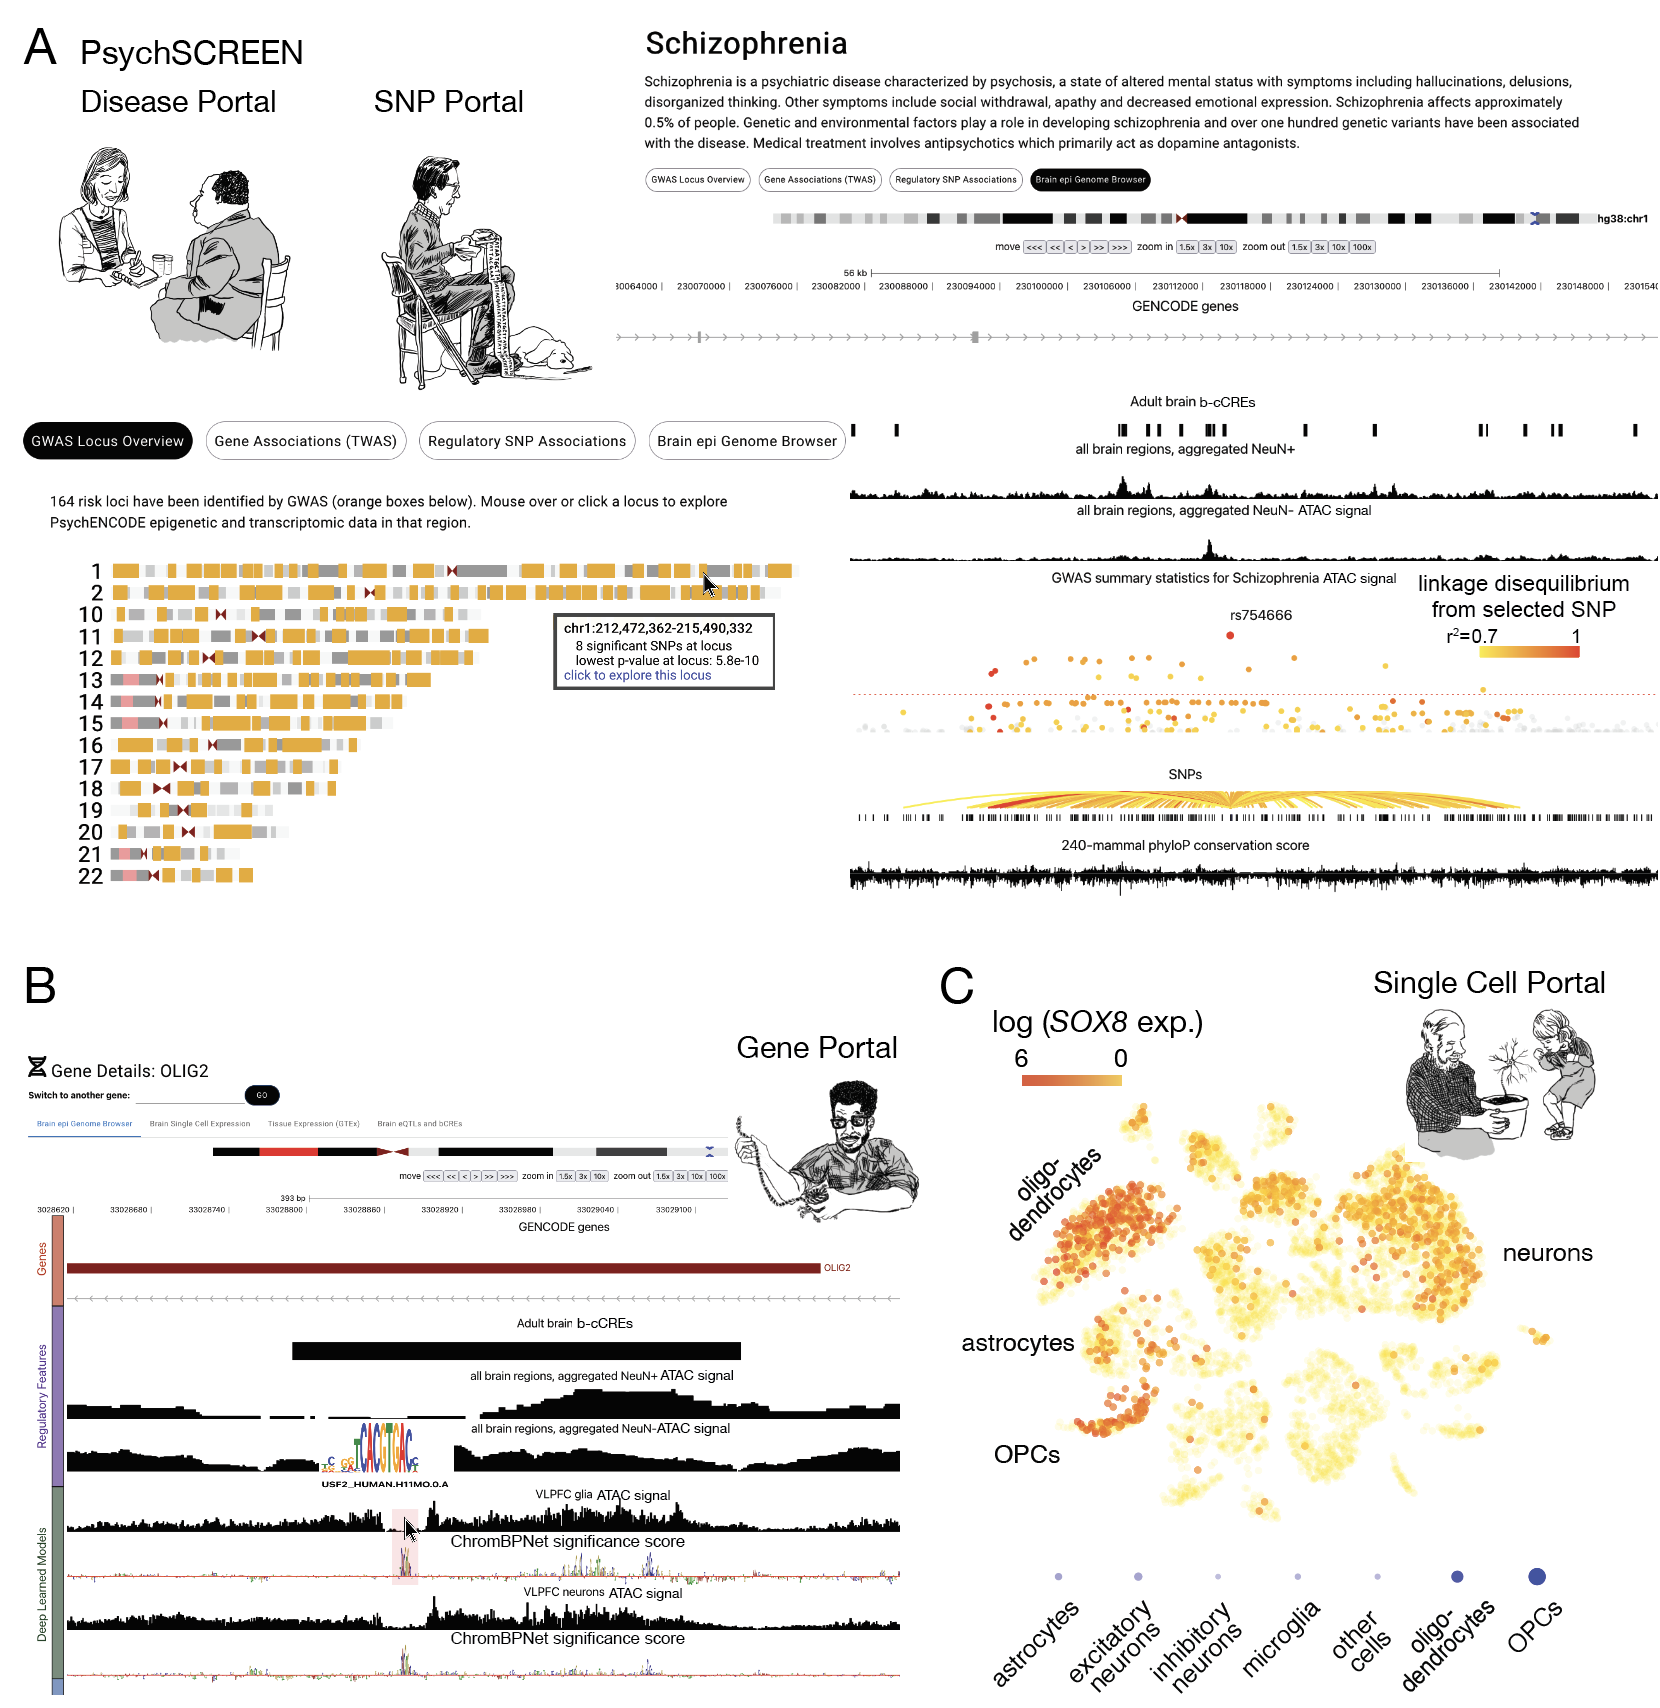 A PsychSCREEN
Disease Portal
SNP Portal
Schizophrenia
Schizophrenia is a psychiatric disease characterized by psychosis, a state of altered mental status with symptoms including hallucinations, delusions,
disorganized thinking. Other symptoms include social withdrawal, apathy and decreased emotional expression. Schizophrenia affects approximately
0.5% of people. Genetic and environmental factors play a role in developing schizophrenia and over one hundred genetic variants have been associated
with the disease. Medical treatment involves antipsychotics which primarily act as dopamine antagonists.
GWAS Locus Overview Gene Associations (TWAS) Regulatory SNP Associations Brain epi Genome Browser
hg38:chr1
move <<< << < > >> >>> zoom in 1.5x 3x 10x zoom out 1.5x 3x 10x 100x
56 kb
30064000 230070000 230076000 230082000 230088000 230094000 230100000 230106000 230112000 230118000 230124000 230130000 230136000 230142000 230148000 2301540
GENCODE genes
Adult brain b-cCREs
all brain regions, aggregated NeuN+
all brain regions, aggregated NeuN- ATAC signal
GWAS summary statistics for Schizophrenia ATAC signal
linkage disequilibrium
from selected SNP
r²=0.7 1
rs754666
SNPs
240-mammal phyloP conservation score
GWAS Locus Overview Gene Associations (TWAS) Regulatory SNP Associations Brain epi Genome Browser
164 risk loci have been identified by GWAS (orange boxes below). Mouse over or click a locus to explore
PsychENCODE epigenetic and transcriptomic data in that region.
1
2
10
11
12
13
14
15
16
17
18
19
20
21
22
chr1:212,472,362-215,490,332
8 significant SNPs at locus
lowest p-value at locus: 5.8e-10
click to explore this locus
B
Gene Portal
Gene Details: OLIG2
Switch to another gene: GO
Brain epi Genome Browser Brain Single Cell Expression Tissue Expression (GTEx) Brain eQTLs and bCREs
move <<< << < > >> >>> zoom in 1.5x 3x 10x zoom out 1.5x 3x 10x 100x
393 bp
3028620 33028680 33028740 33028800 33028860 33028920 33028980 33029040 33029100
GENCODE genes
Genes
OLIG2
Regulatory Features
Adult brain b-cCREs
all brain regions, aggregated NeuN+ ATAC signal
all brain regions, aggregated NeuN-ATAC signal
TCACGTGAC
USF2_HUMAN.H11MO.0.A
Deep Learned Models
VLPFC glia ATAC signal
ChromBPNet significance score
VLPFC neurons ATAC signal
ChromBPNet significance score
C
Single Cell Portal
log (SOX8 exp.)
6 0
oligo-
dendrocytes
neurons
astrocytes
OPCs
astrocytes
excitatory
neurons
inhibitory
neurons
microglia
other
cells
oligo-
dendrocytes
OPCs